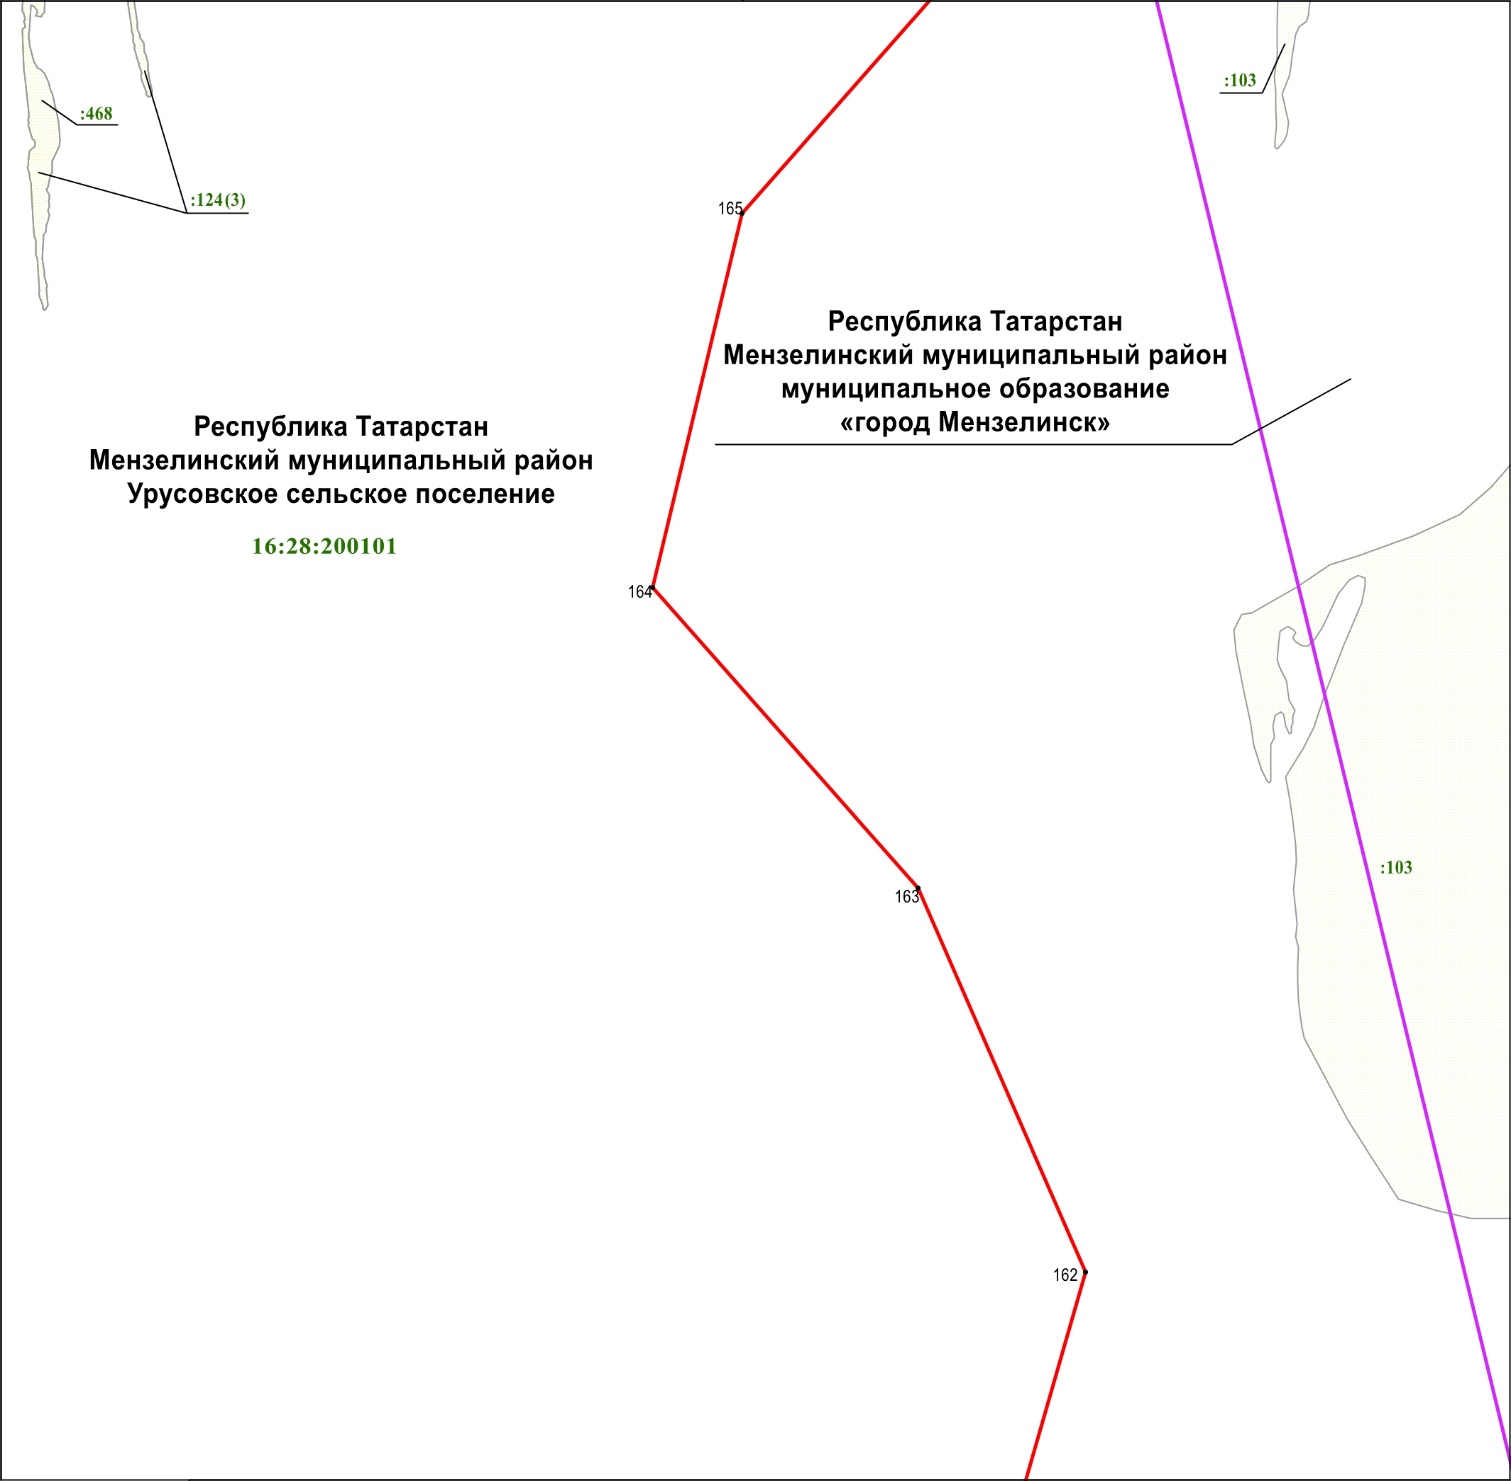 :468
:103
:124(3)
165
Республика Татарстан
Мензелинский муниципальный район
муниципальное образование
«город Мензелинск»
Республика Татарстан
Мензелинский муниципальный район
Урусовское сельское поселение
16:28:200101
164
:103
163
162